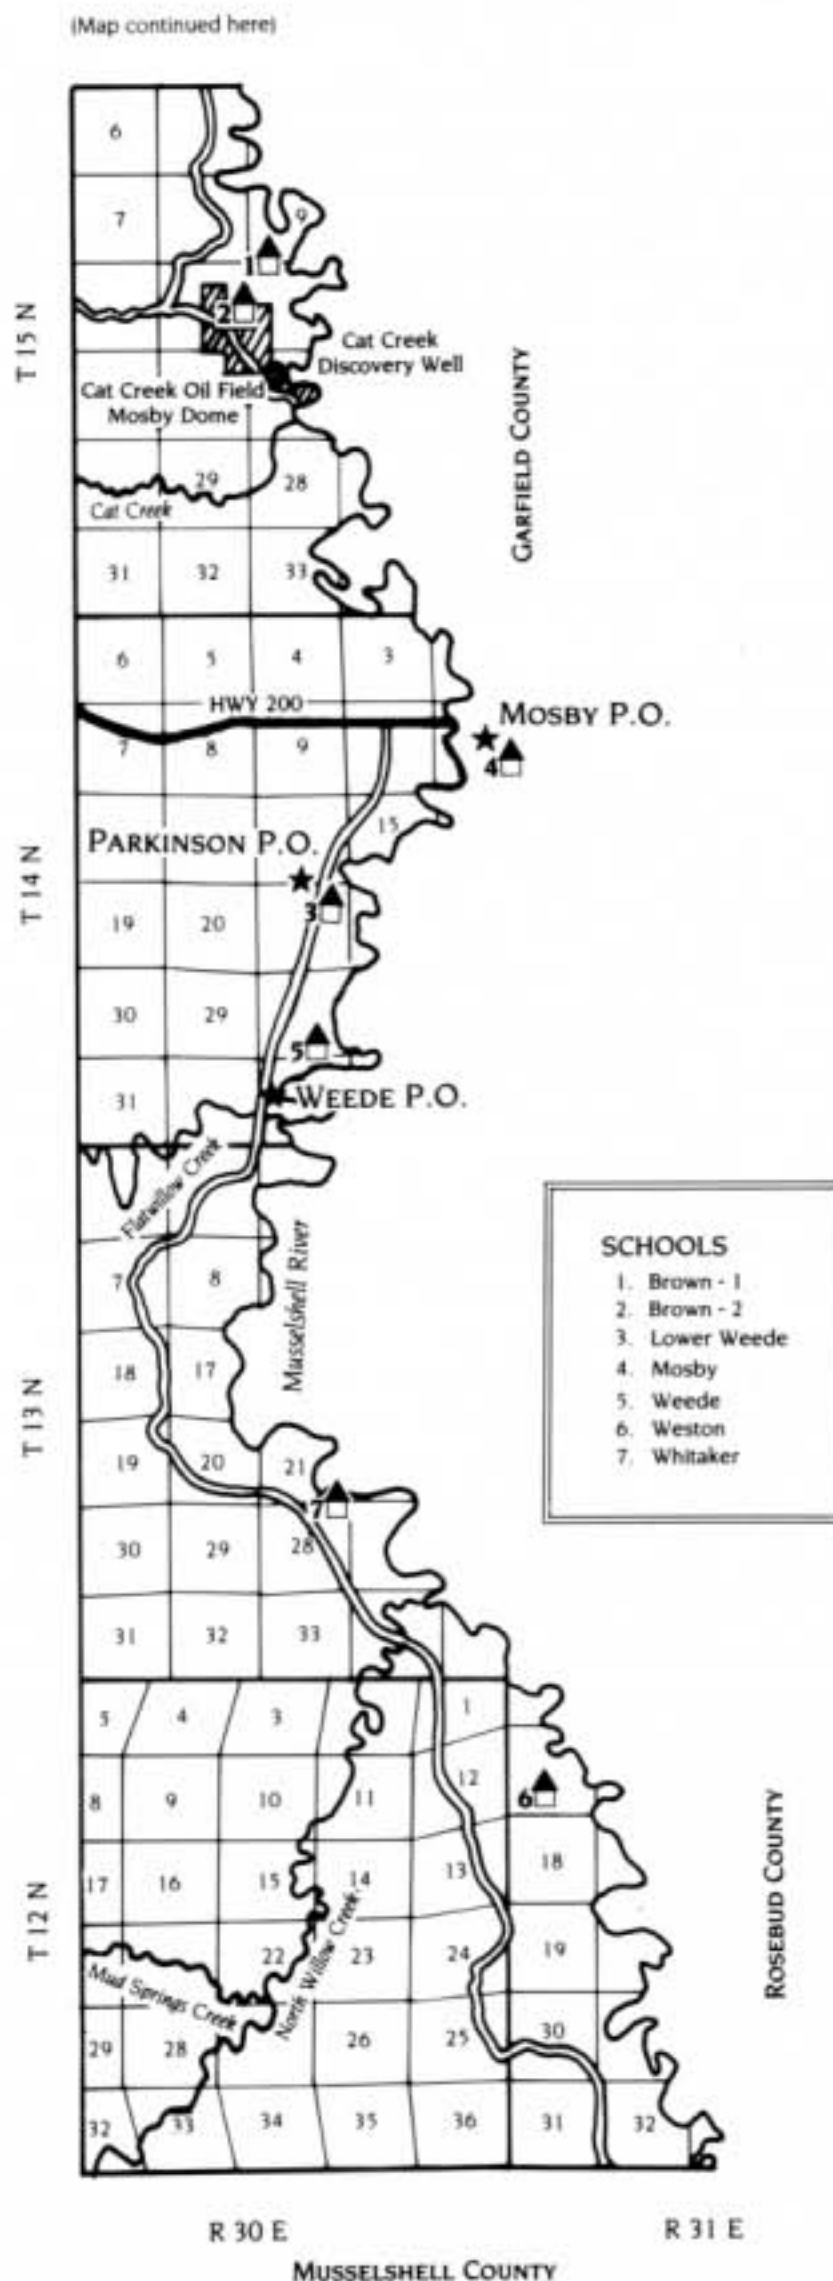 (Map continued here)
6
7
9
1
2
T 15 N
Cat Creek
Discovery Well
Cat Creek Oil Field
Mosby Dome
GARFIELD COUNTY
29
28
Cat Creek
31
32
33
6
5
4
3
HWY 200
MOSBY P.O.
4
7
8
9
15
PARKINSON P.O.
T 14 N
3
19
20
30
29
5
WEEDE P.O.
31
Flatwillow Creek
Musselshell River
SCHOOLS
1. Brown - 1
2. Brown - 2
3. Lower Weede
4. Mosby
5. Weede
6. Weston
7. Whitaker
7
8
18
17
T 13 N
19
20
21
7
30
29
28
31
32
33
5
4
3
1
8
9
10
11
12
6
ROSEBUD COUNTY
17
16
15
14
13
18
T 12 N
22
23
24
19
Mud Springs Creek
North Willow Creek
29
28
26
25
30
32
33
34
35
36
31
32
R 30 E
R 31 E
MUSSELSHELL COUNTY